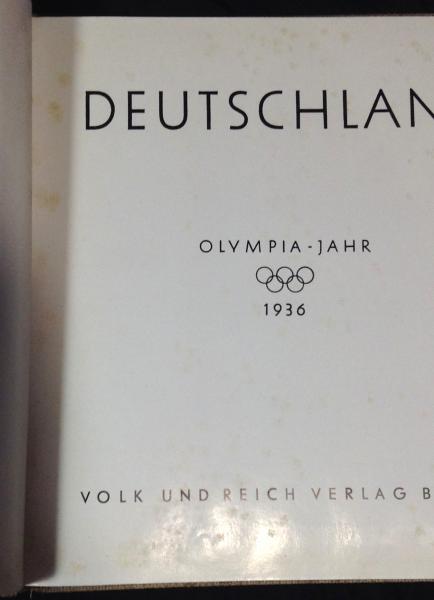 DEUTSCHLAN
OLYMPIA-JAHR
1936
VOLK UND REICH VERLAG B